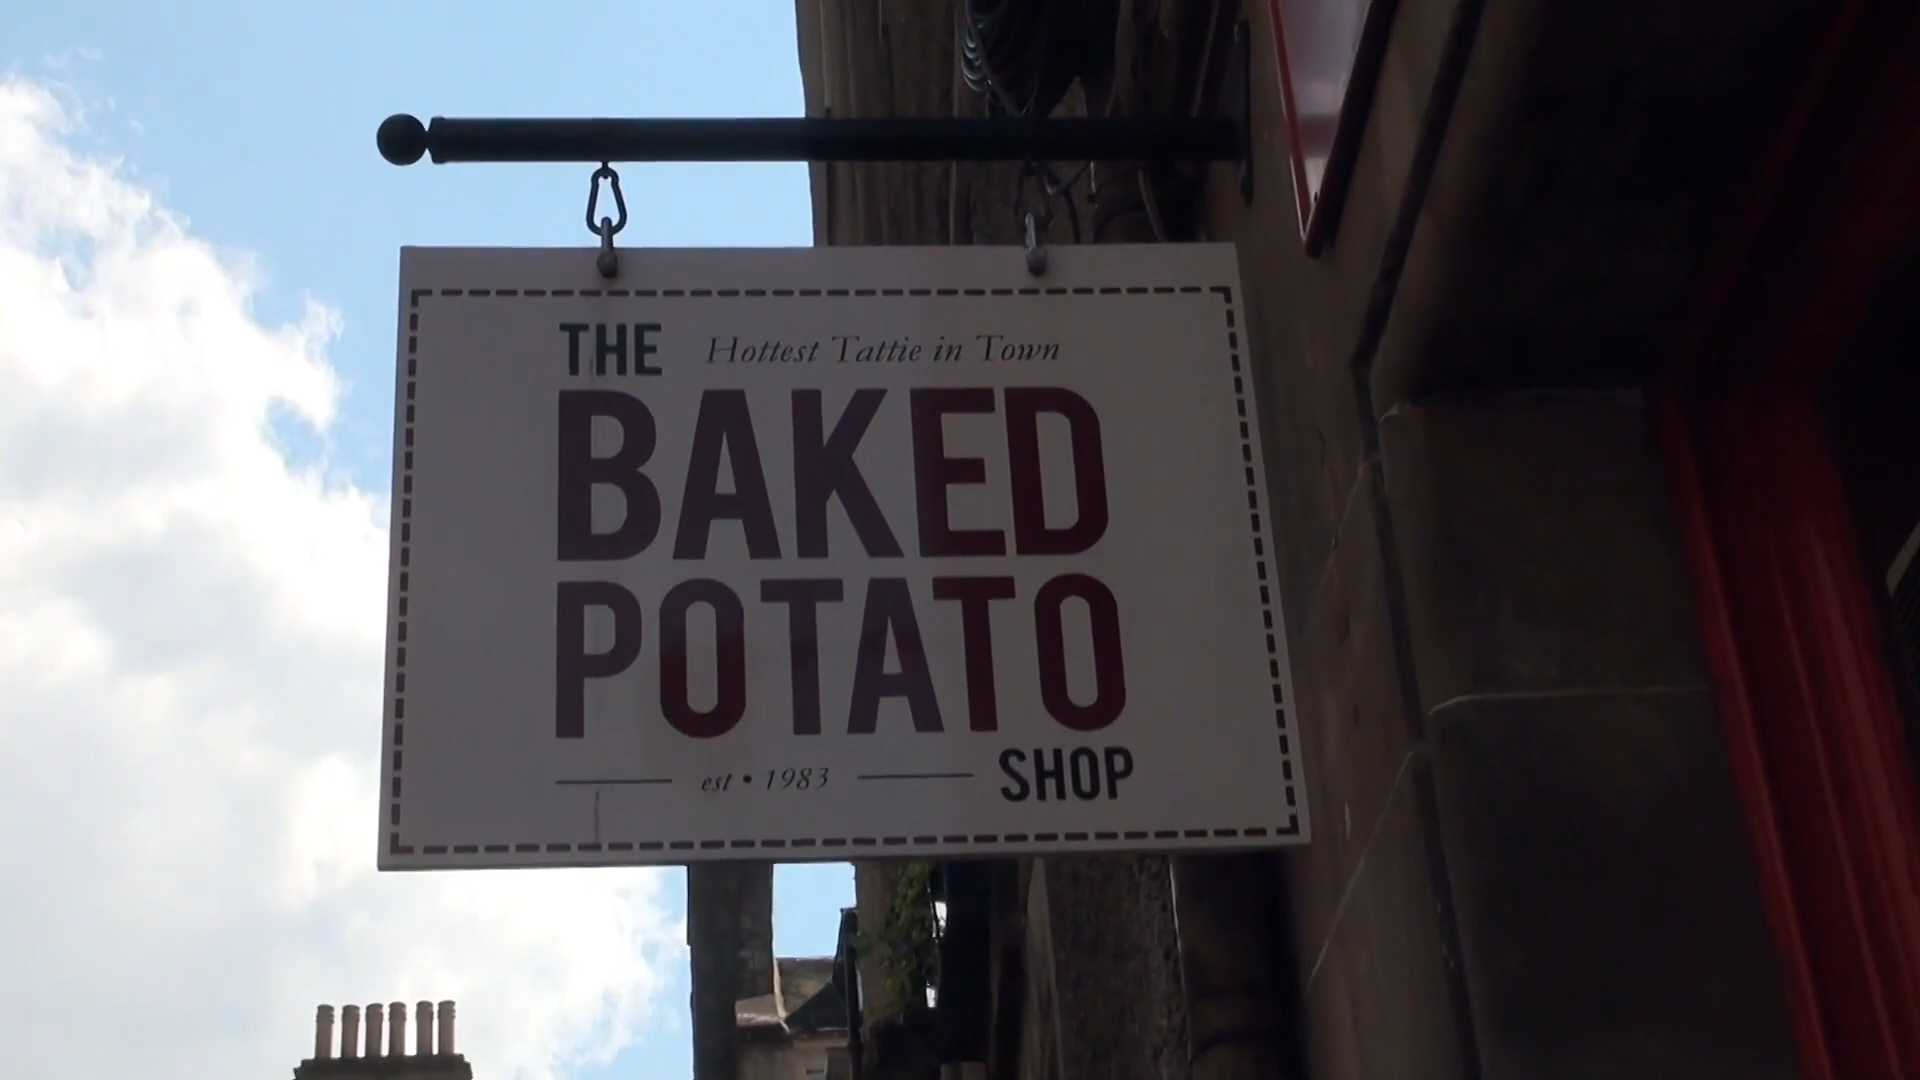 THE Hottest Tattie in Town
BAKED
POTATO
est • 1983 SHOP